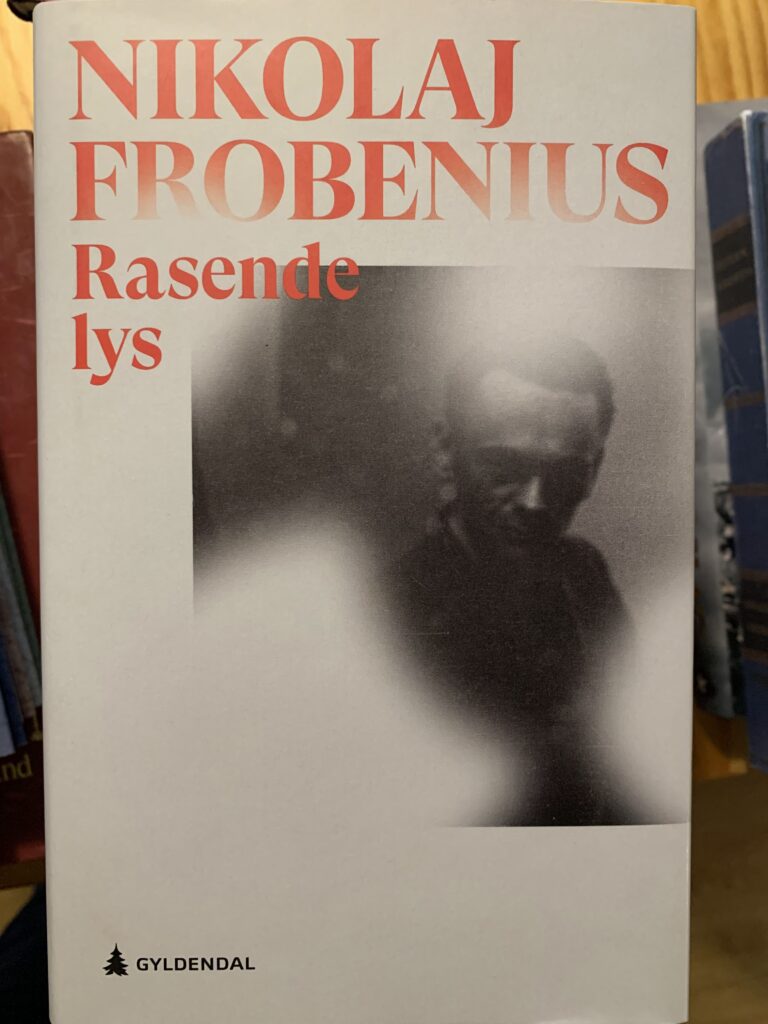 NIKOLAJ
FROBENIUS
Rasende
lys
GYLDENDAL